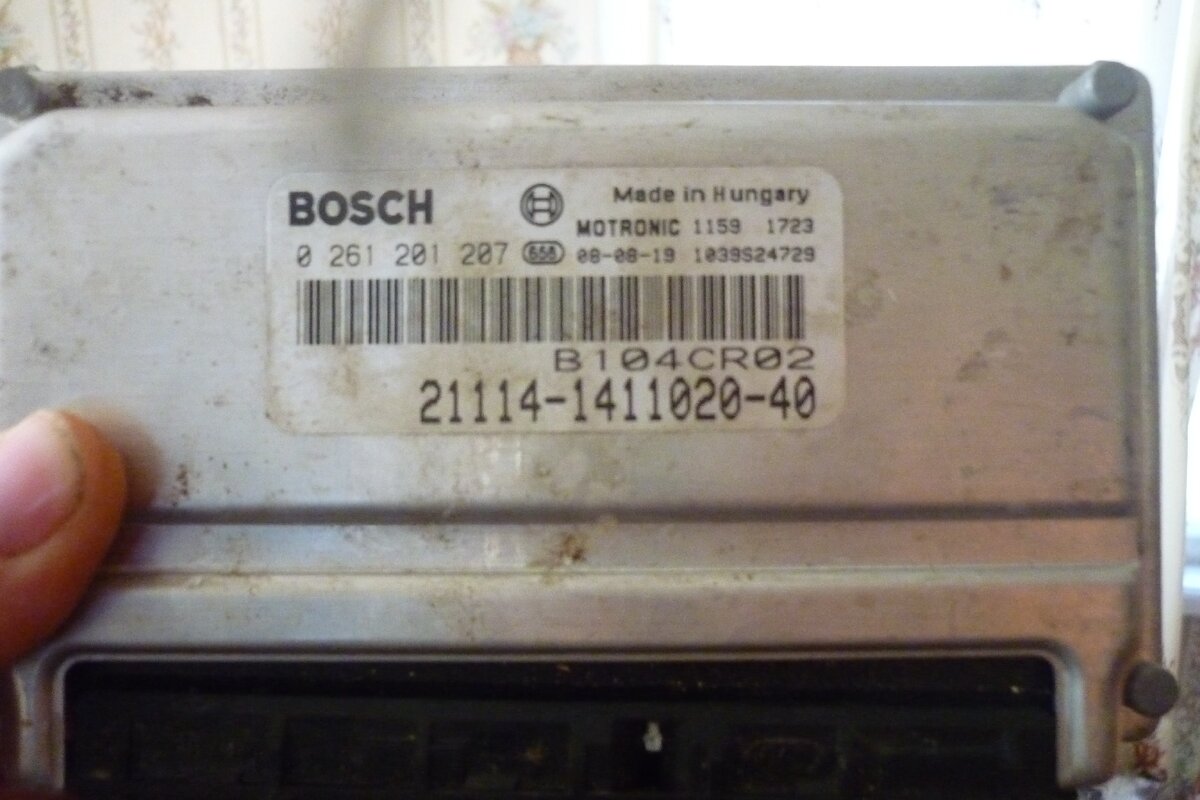 BOSCH Made in Hungary
MOTRONIC 1159 1723
0 261 201 207 658 08-08-19 1039S24729
B104CR02
21114-1411020-40